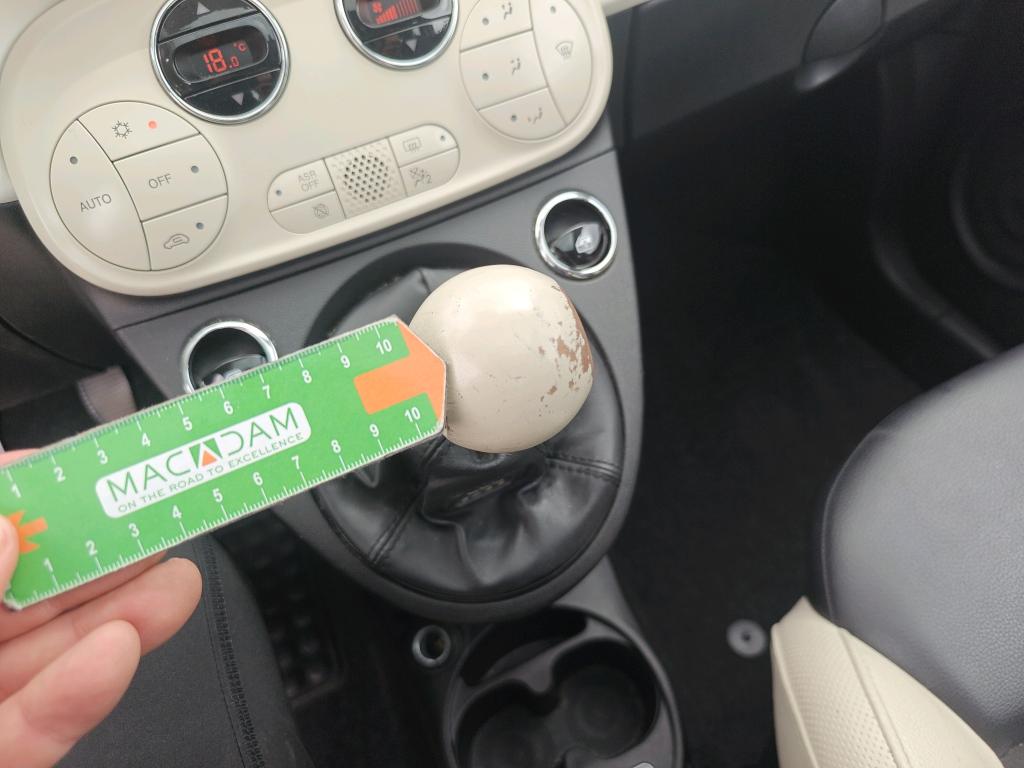 18.0 °C
AUTO
OFF
ASR
OFF
1 2 3 4 5 6 7 8 9 10
MACADAM
ON THE ROAD TO EXCELLENCE
1 2 3 4 5 6 7 8 9 10